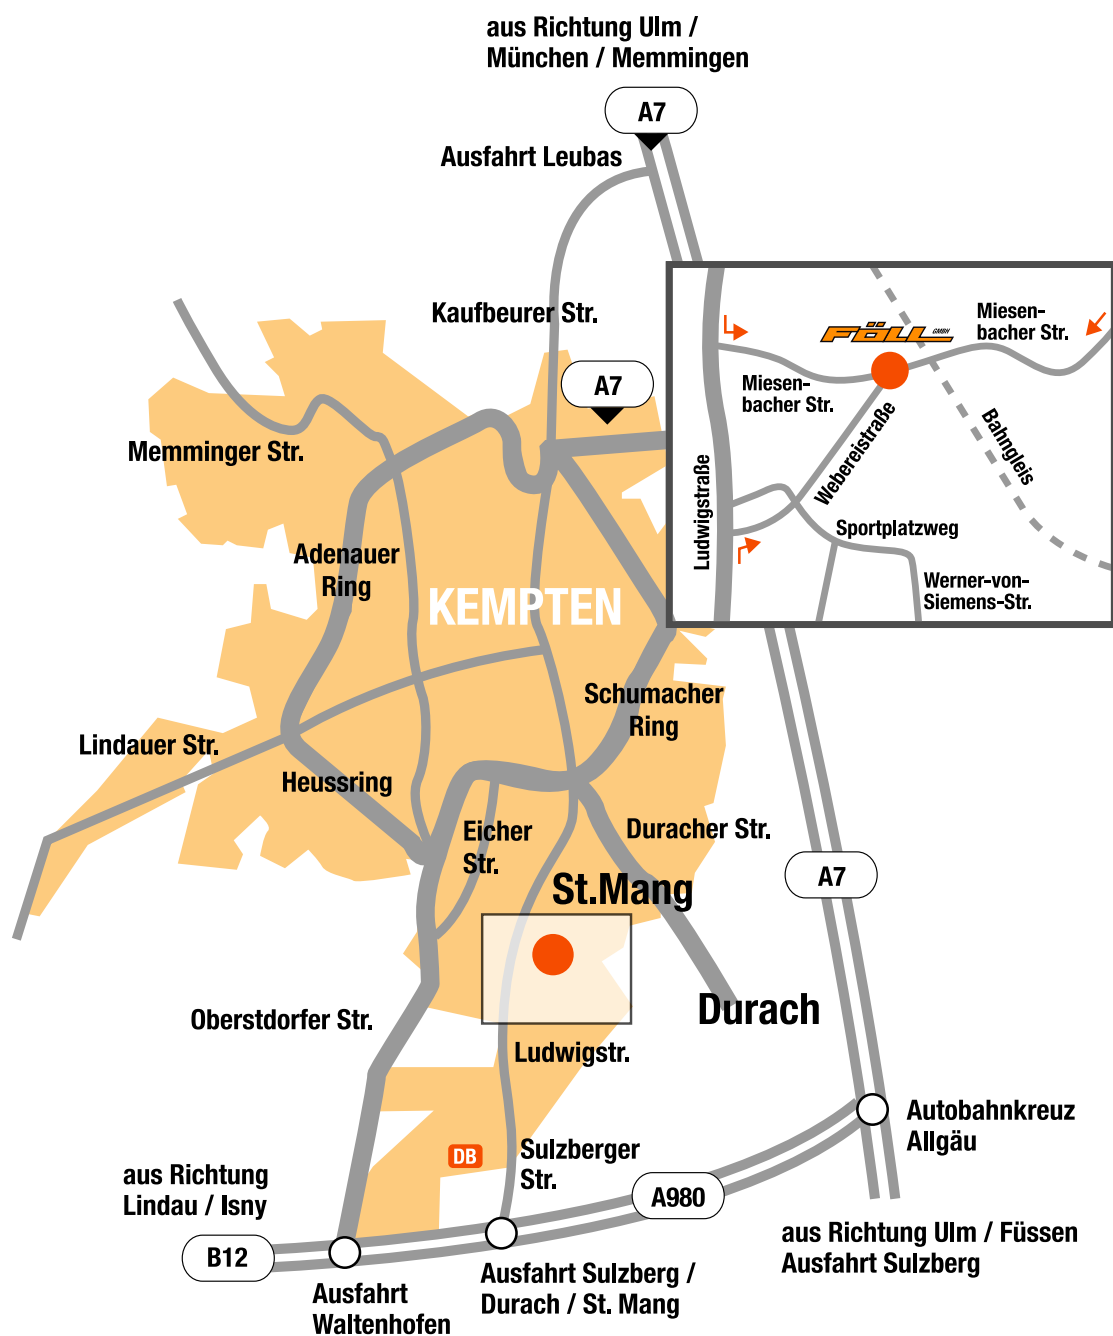 aus Richtung Ulm /
München / Memmingen
A7
Ausfahrt Leubas
Kaufbeurer Str.
A7
Memminger Str.
Adenauer
Ring
KEMPTEN
Schumacher
Ring
Lindauer Str.
Heussring
Eicher
Str.
Duracher Str.
St.Mang
A7
Durach
Oberstdorfer Str.
Ludwigstr.
Autobahnkreuz
Allgäu
DB
Sulzberger
Str.
A980
aus Richtung
Lindau / Isny
B12
aus Richtung Ulm / Füssen
Ausfahrt Sulzberg
Ausfahrt Sulzberg /
Durach / St. Mang
Ausfahrt
Waltenhofen
Miesen-
bacher Str.
FÖLL GMBH
Miesen-
bacher Str.
Webereistraße
Bahngleis
Ludwigstraße
Sportplatzweg
Werner-von-
Siemens-Str.